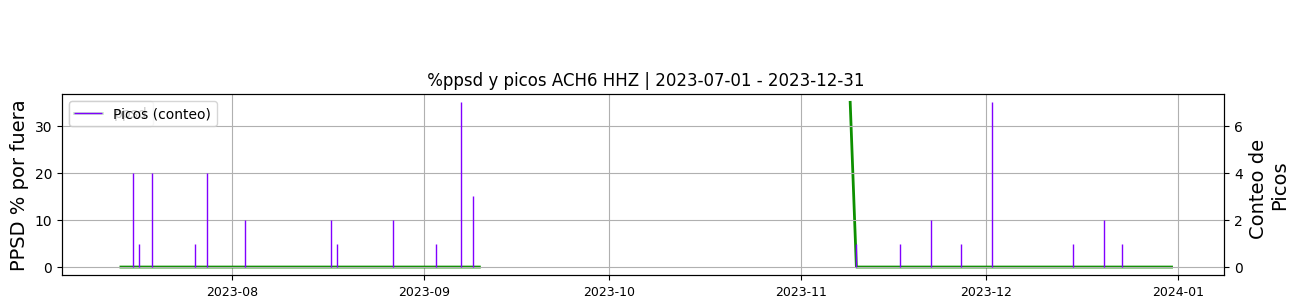 %ppsd y picos ACH6 HHZ | 2023-07-01 - 2023-12-31
Picos (conteo)
PPSD % por fuera
30
20
10
0
6
4
2
0
Conteo de
Picos
2023-08
2023-09
2023-10
2023-11
2023-12
2024-01